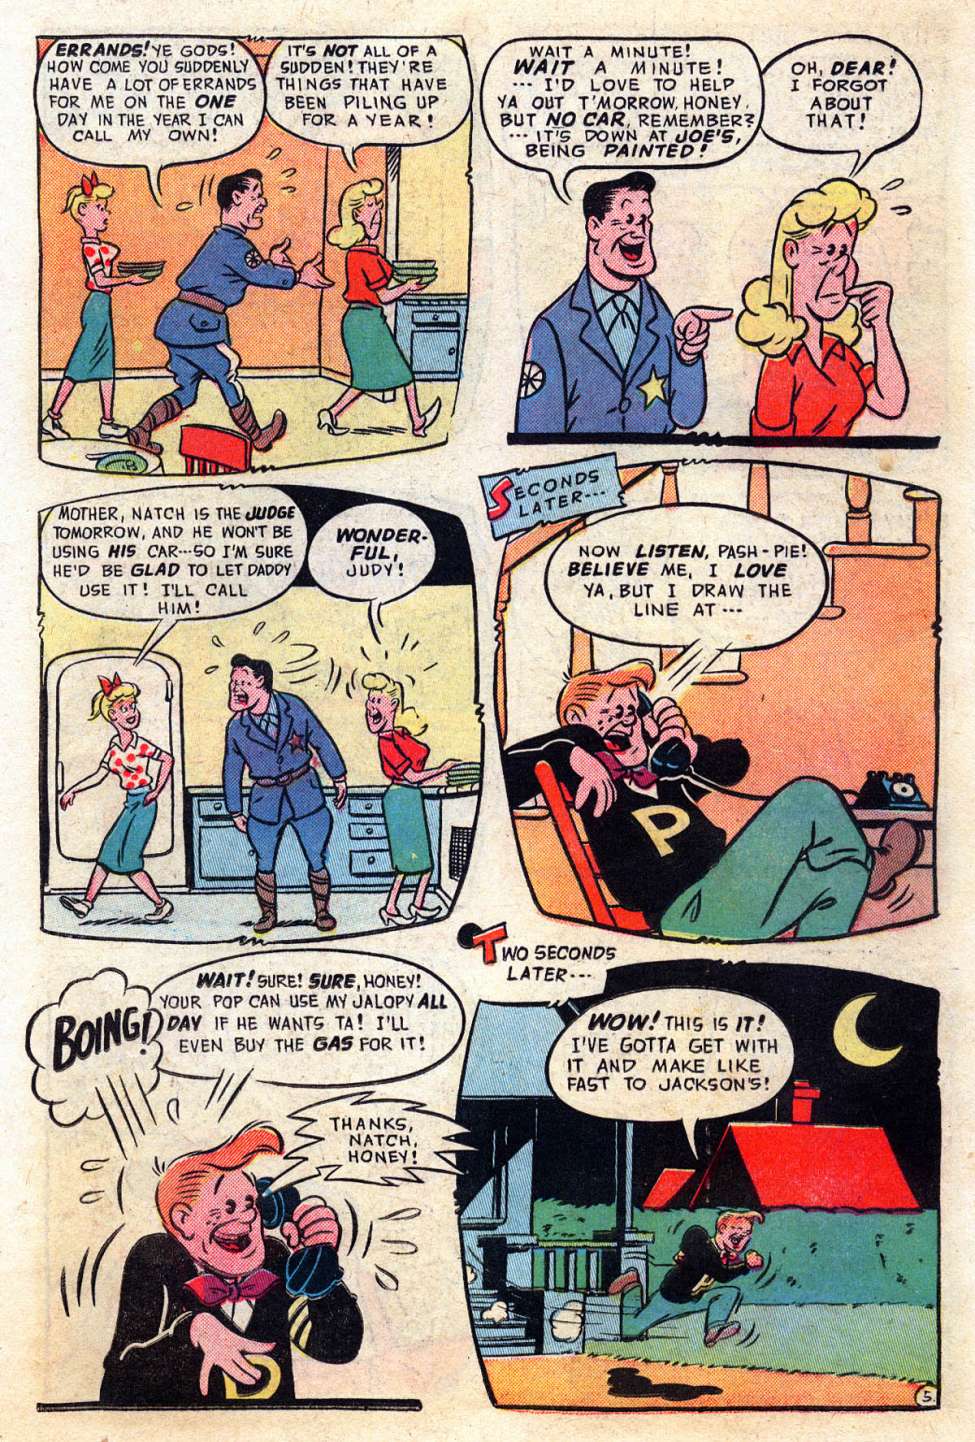 ERRANDS! YE GODS!
HOW COME YOU SUDDENLY
HAVE A LOT OF ERRANDS
FOR ME ON THE ONE
DAY IN THE YEAR I CAN
CALL MY OWN!
IT'S NOT ALL OF A
SUDDEN! THEY'RE
THINGS THAT HAVE
BEEN PILING UP
FOR A YEAR!
WAIT A MINUTE!
WAIT A MINUTE!
--- I'D LOVE TO HELP
YA OUT T'MORROW, HONEY.
BUT NO CAR, REMEMBER?
--- IT'S DOWN AT JOE'S,
BEING PAINTED!
OH, DEAR!
I FORGOT
ABOUT
THAT!
MOTHER, NATCH IS THE JUDGE
TOMORROW, AND HE WON'T BE
USING HIS CAR---SO I'M SURE
HE'D BE GLAD TO LET DADDY
USE IT! I'LL CALL
HIM!
WONDER-
FUL,
JUDY!
SECONDS
LATER---
NOW LISTEN, PASH-PIE!
BELIEVE ME, I LOVE
YA, BUT I DRAW THE
LINE AT ---
P
BOING!
WAIT! SURE! SURE, HONEY!
YOUR POP CAN USE MY JALOPY ALL
DAY IF HE WANTS TA! I'LL
EVEN BUY THE GAS FOR IT!
THANKS,
NATCH,
HONEY!
P
TWO SECONDS
LATER---
WOW! THIS IS IT!
I'VE GOTTA GET WITH
IT AND MAKE LIKE
FAST TO JACKSON'S!
5